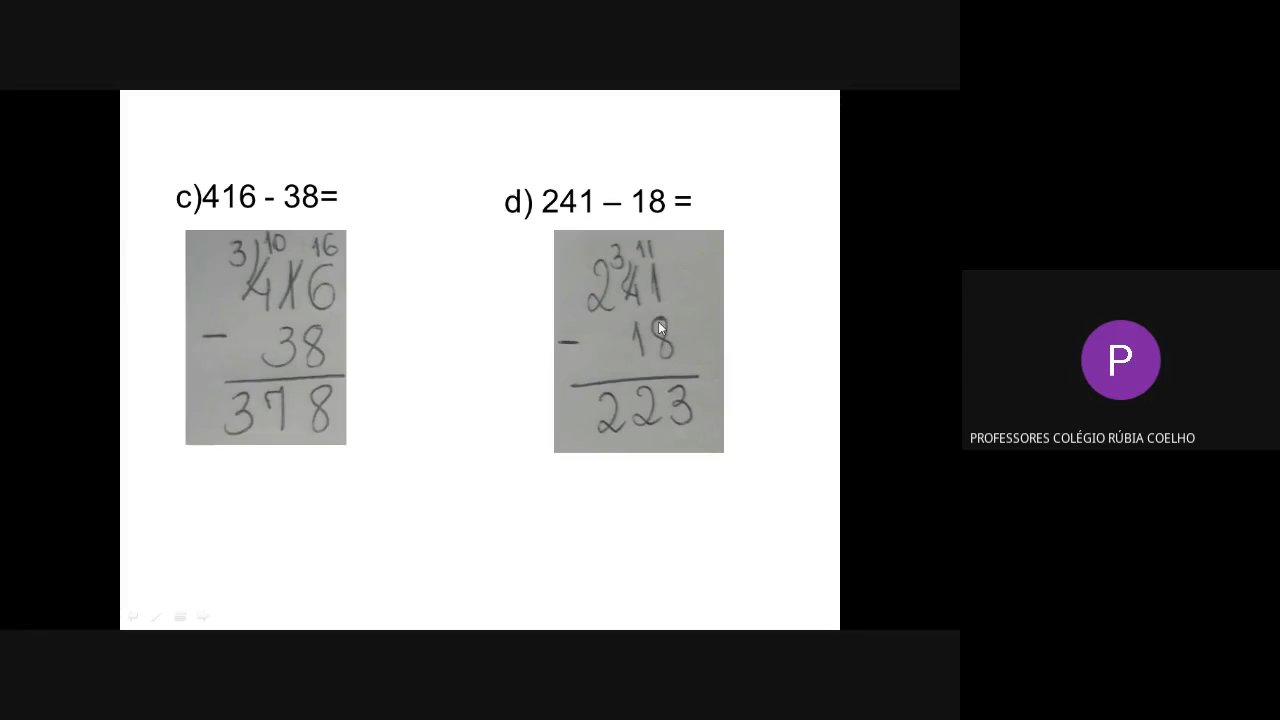 c)416 - 38=
3 10 16
416
- 38
378
d) 241 – 18 =
3 11
241
- 18
223
P
PROFESSORES COLÉGIO RÚBIA COELHO